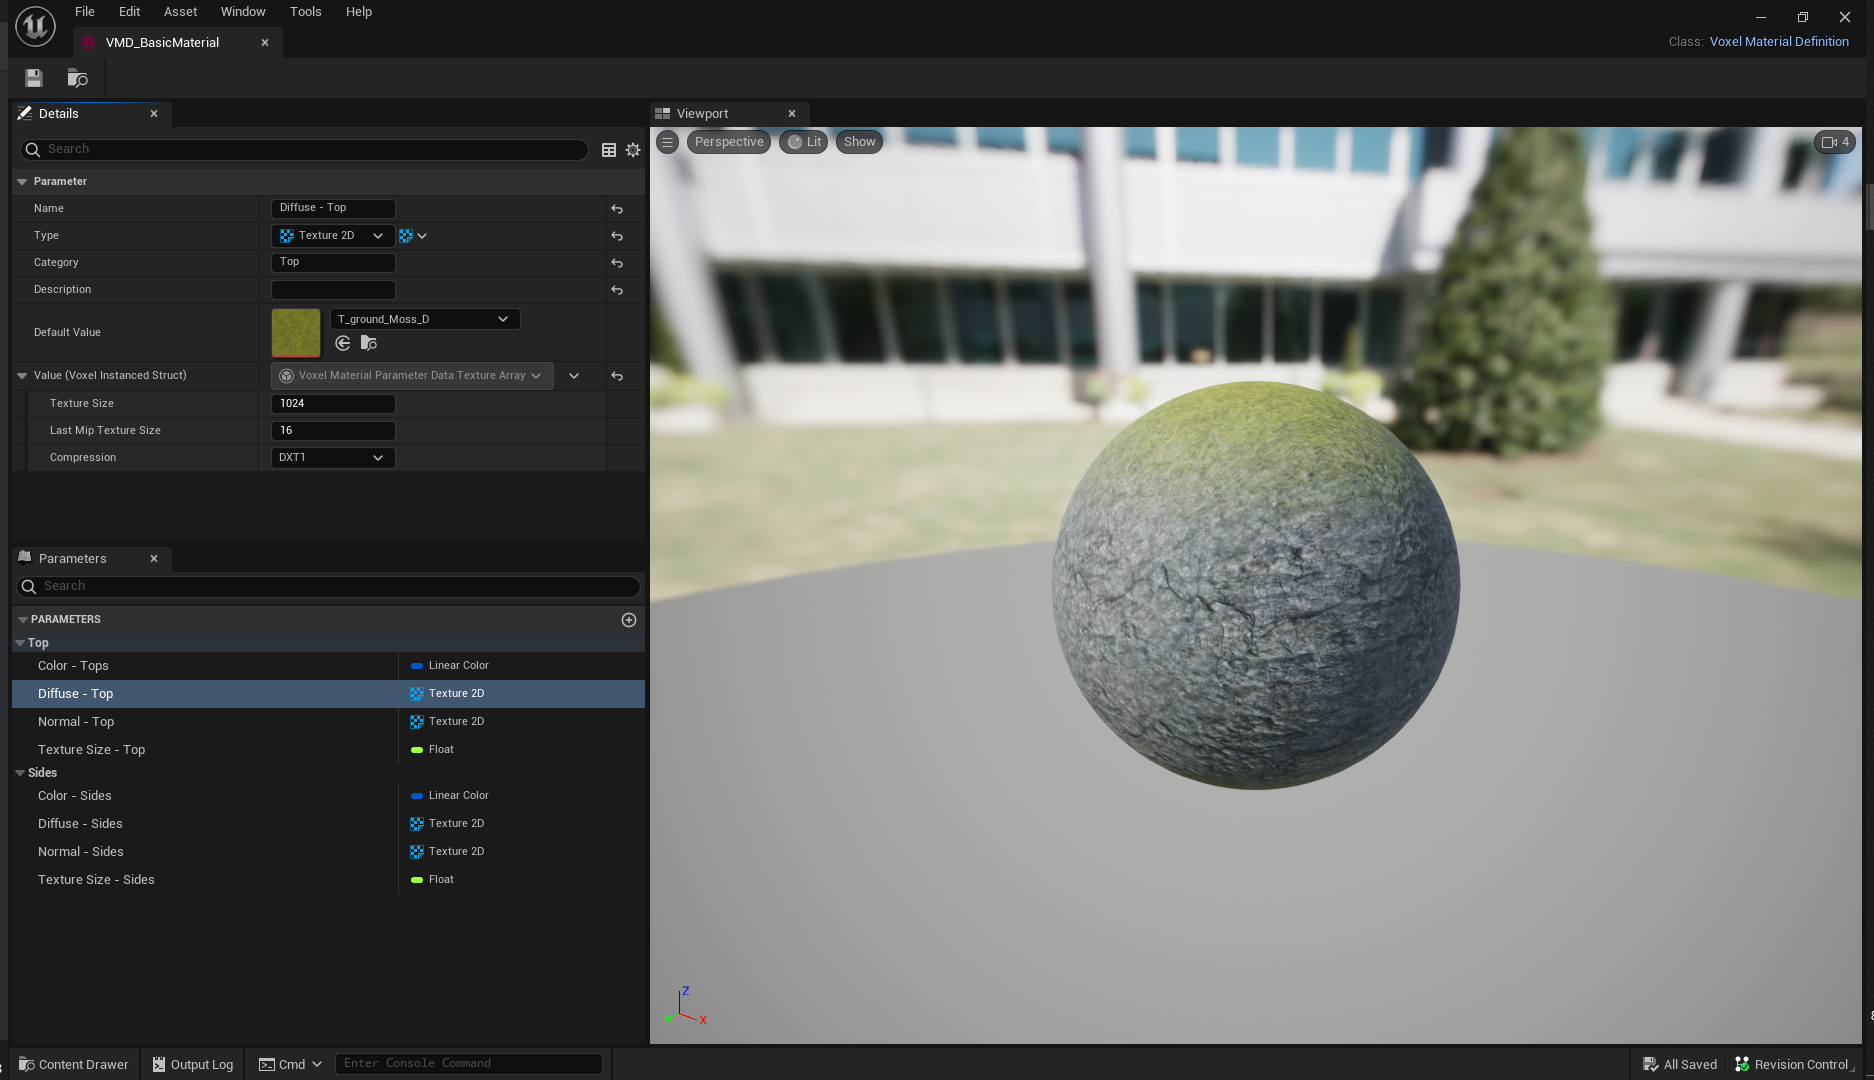 File Edit Asset Window Tools Help
VMD_BasicMaterial
Class: Voxel Material Definition
Details
Search
Parameter
Name Diffuse - Top
Type Texture 2D
Category Top
Description
Default Value T_ground_Moss_D
Value (Voxel Instanced Struct) Voxel Material Parameter Data Texture Array
Texture Size 1024
Last Mip Texture Size 16
Compression DXT1
Parameters
Search
PARAMETERS
Top
Color - Tops Linear Color
Diffuse - Top Texture 2D
Normal - Top Texture 2D
Texture Size - Top Float
Sides
Color - Sides Linear Color
Diffuse - Sides Texture 2D
Normal - Sides Texture 2D
Texture Size - Sides Float
Viewport
Perspective Lit Show 4
Z
X
Content Drawer Output Log Cmd Enter Console Command All Saved Revision Control